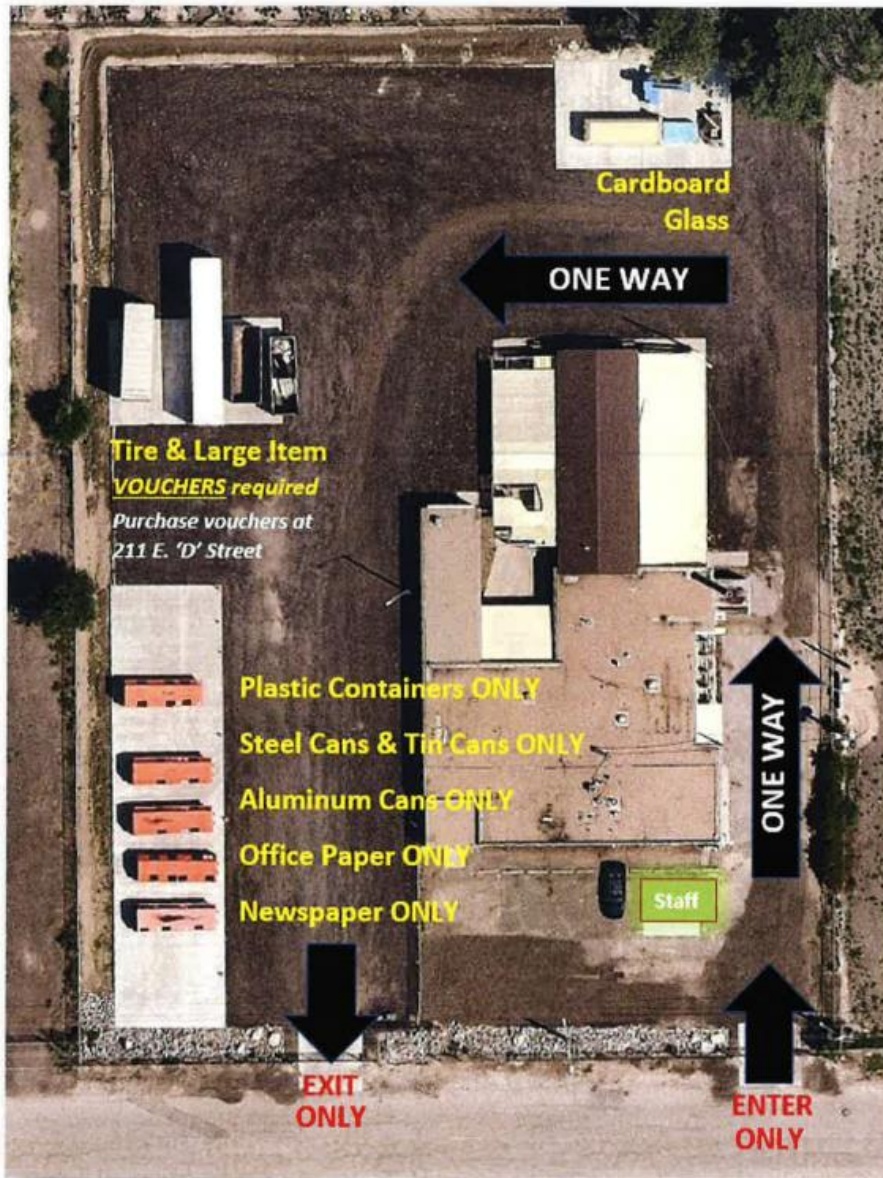 Cardboard
Glass
ONE WAY
Tire & Large Item
VOUCHERS required
Purchase vouchers at
211 E. ‘D’ Street
Plastic Containers ONLY
Steel Cans & Tin Cans ONLY
Aluminum Cans ONLY
Office Paper ONLY
Newspaper ONLY
ONE WAY
Staff
EXIT
ONLY
ENTER
ONLY